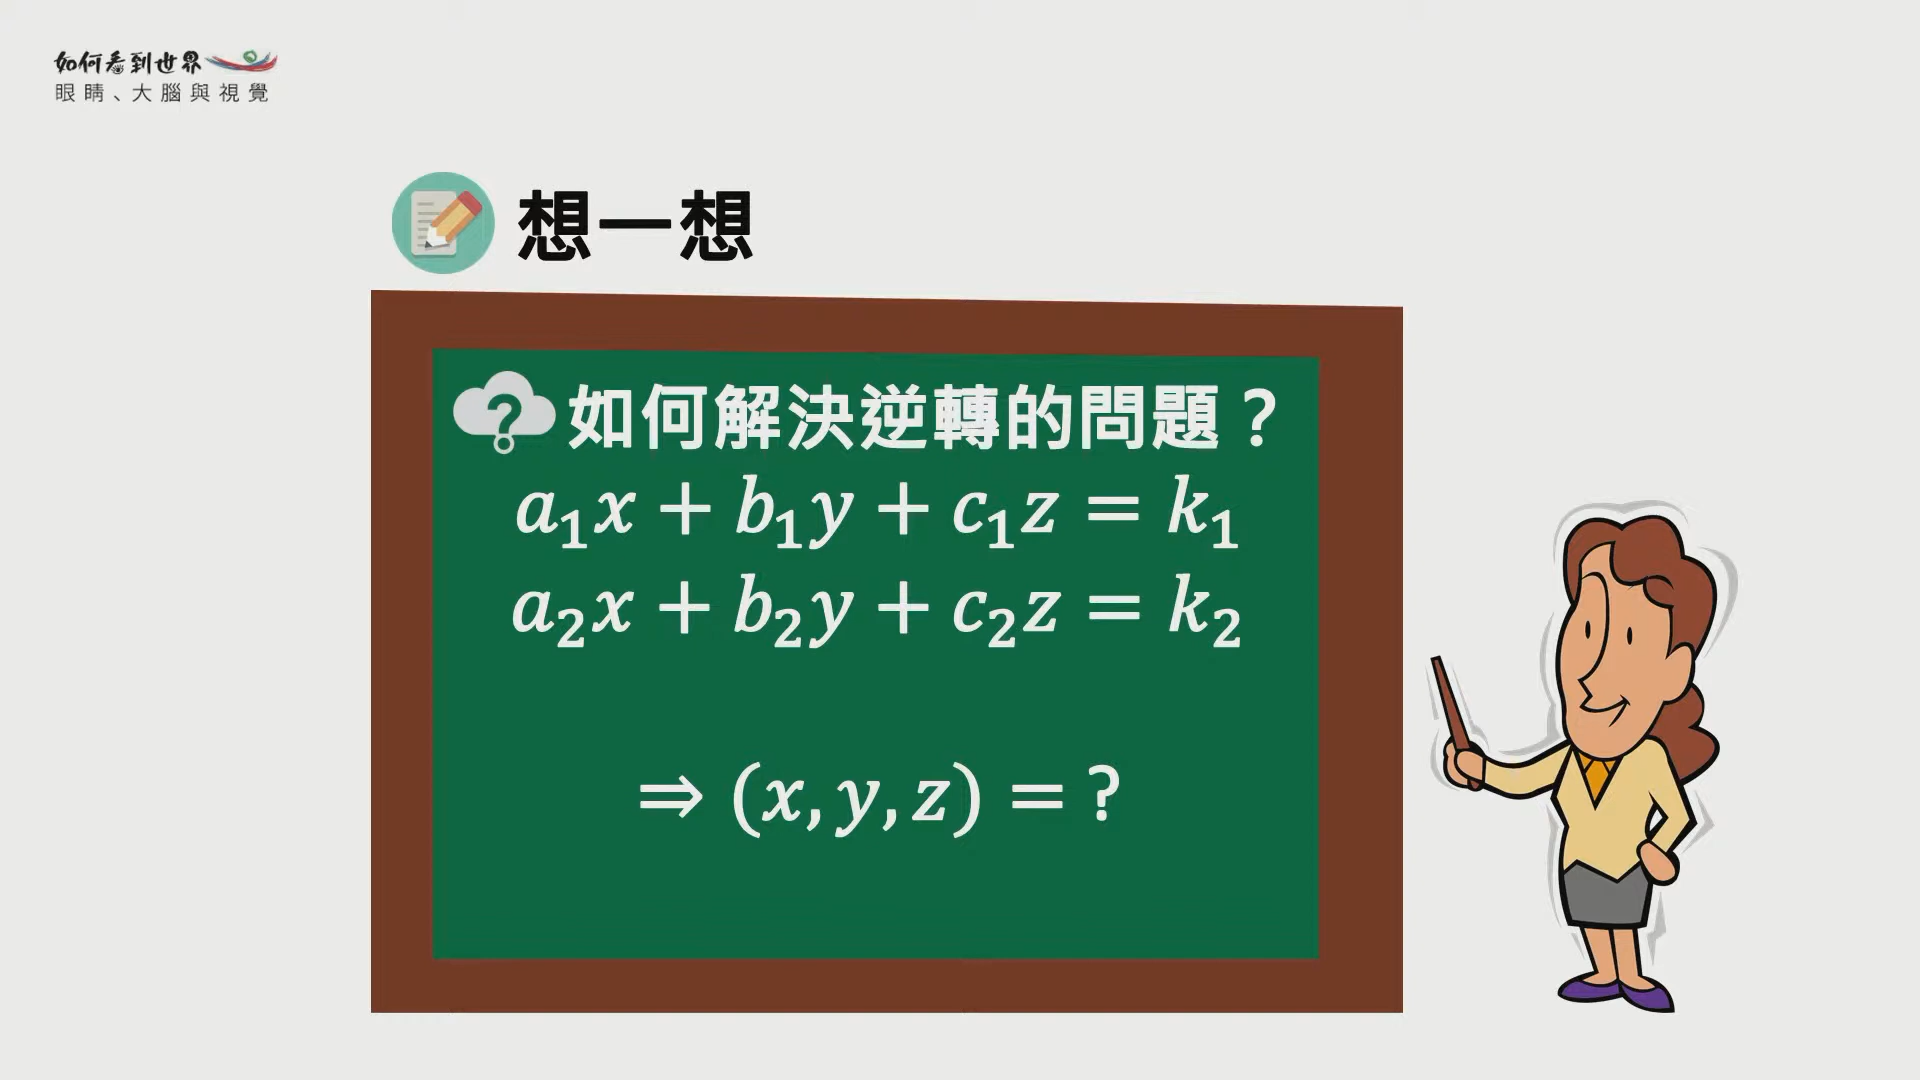 如何看到世界
眼睛、大腦與視覺
想一想
?如何解決逆轉的問題？
a₁x + b₁y + c₁z = k₁
a₂x + b₂y + c₂z = k₂
⇒ (x, y, z) = ?